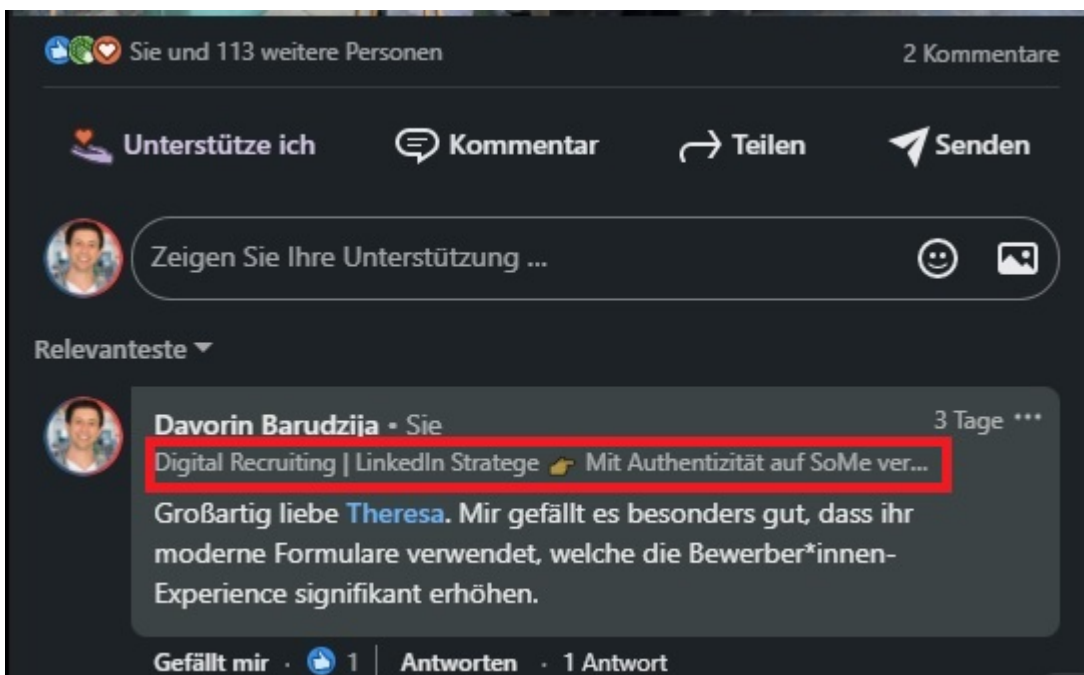 Sie und 113 weitere Personen 2 Kommentare
Unterstütze ich Kommentar Teilen Senden
Zeigen Sie Ihre Unterstützung ...
Relevanteste
Davorin Barudzija • Sie 3 Tage
Digital Recruiting | LinkedIn Stratege 👉 Mit Authentizität auf SoMe ver...
Großartig liebe Theresa. Mir gefällt es besonders gut, dass ihr
moderne Formulare verwendet, welche die Bewerber*innen-
Experience signifikant erhöhen.
Gefällt mir · 1 | Antworten · 1 Antwort